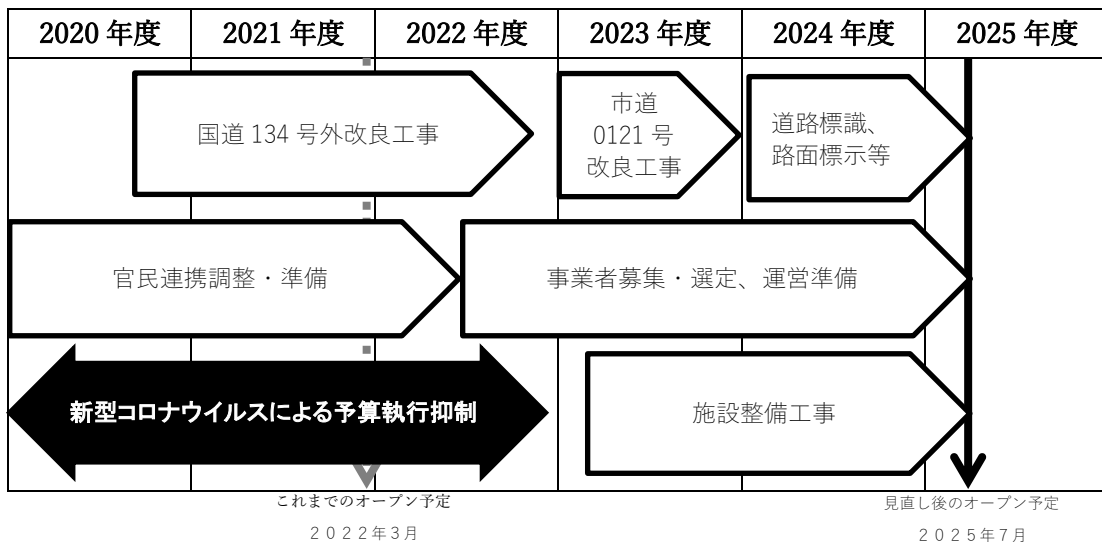 2020 年度
2021 年度
2022 年度
2023 年度
2024 年度
2025 年度
国道 134 号外改良工事
市道
0121 号
改良工事
道路標識、
路面標示等
官民連携調整・準備
事業者募集・選定、運営準備
新型コロナウイルスによる予算執行抑制
施設整備工事
これまでのオープン予定
２０２２年３月
見直し後のオープン予定
２０２５年７月